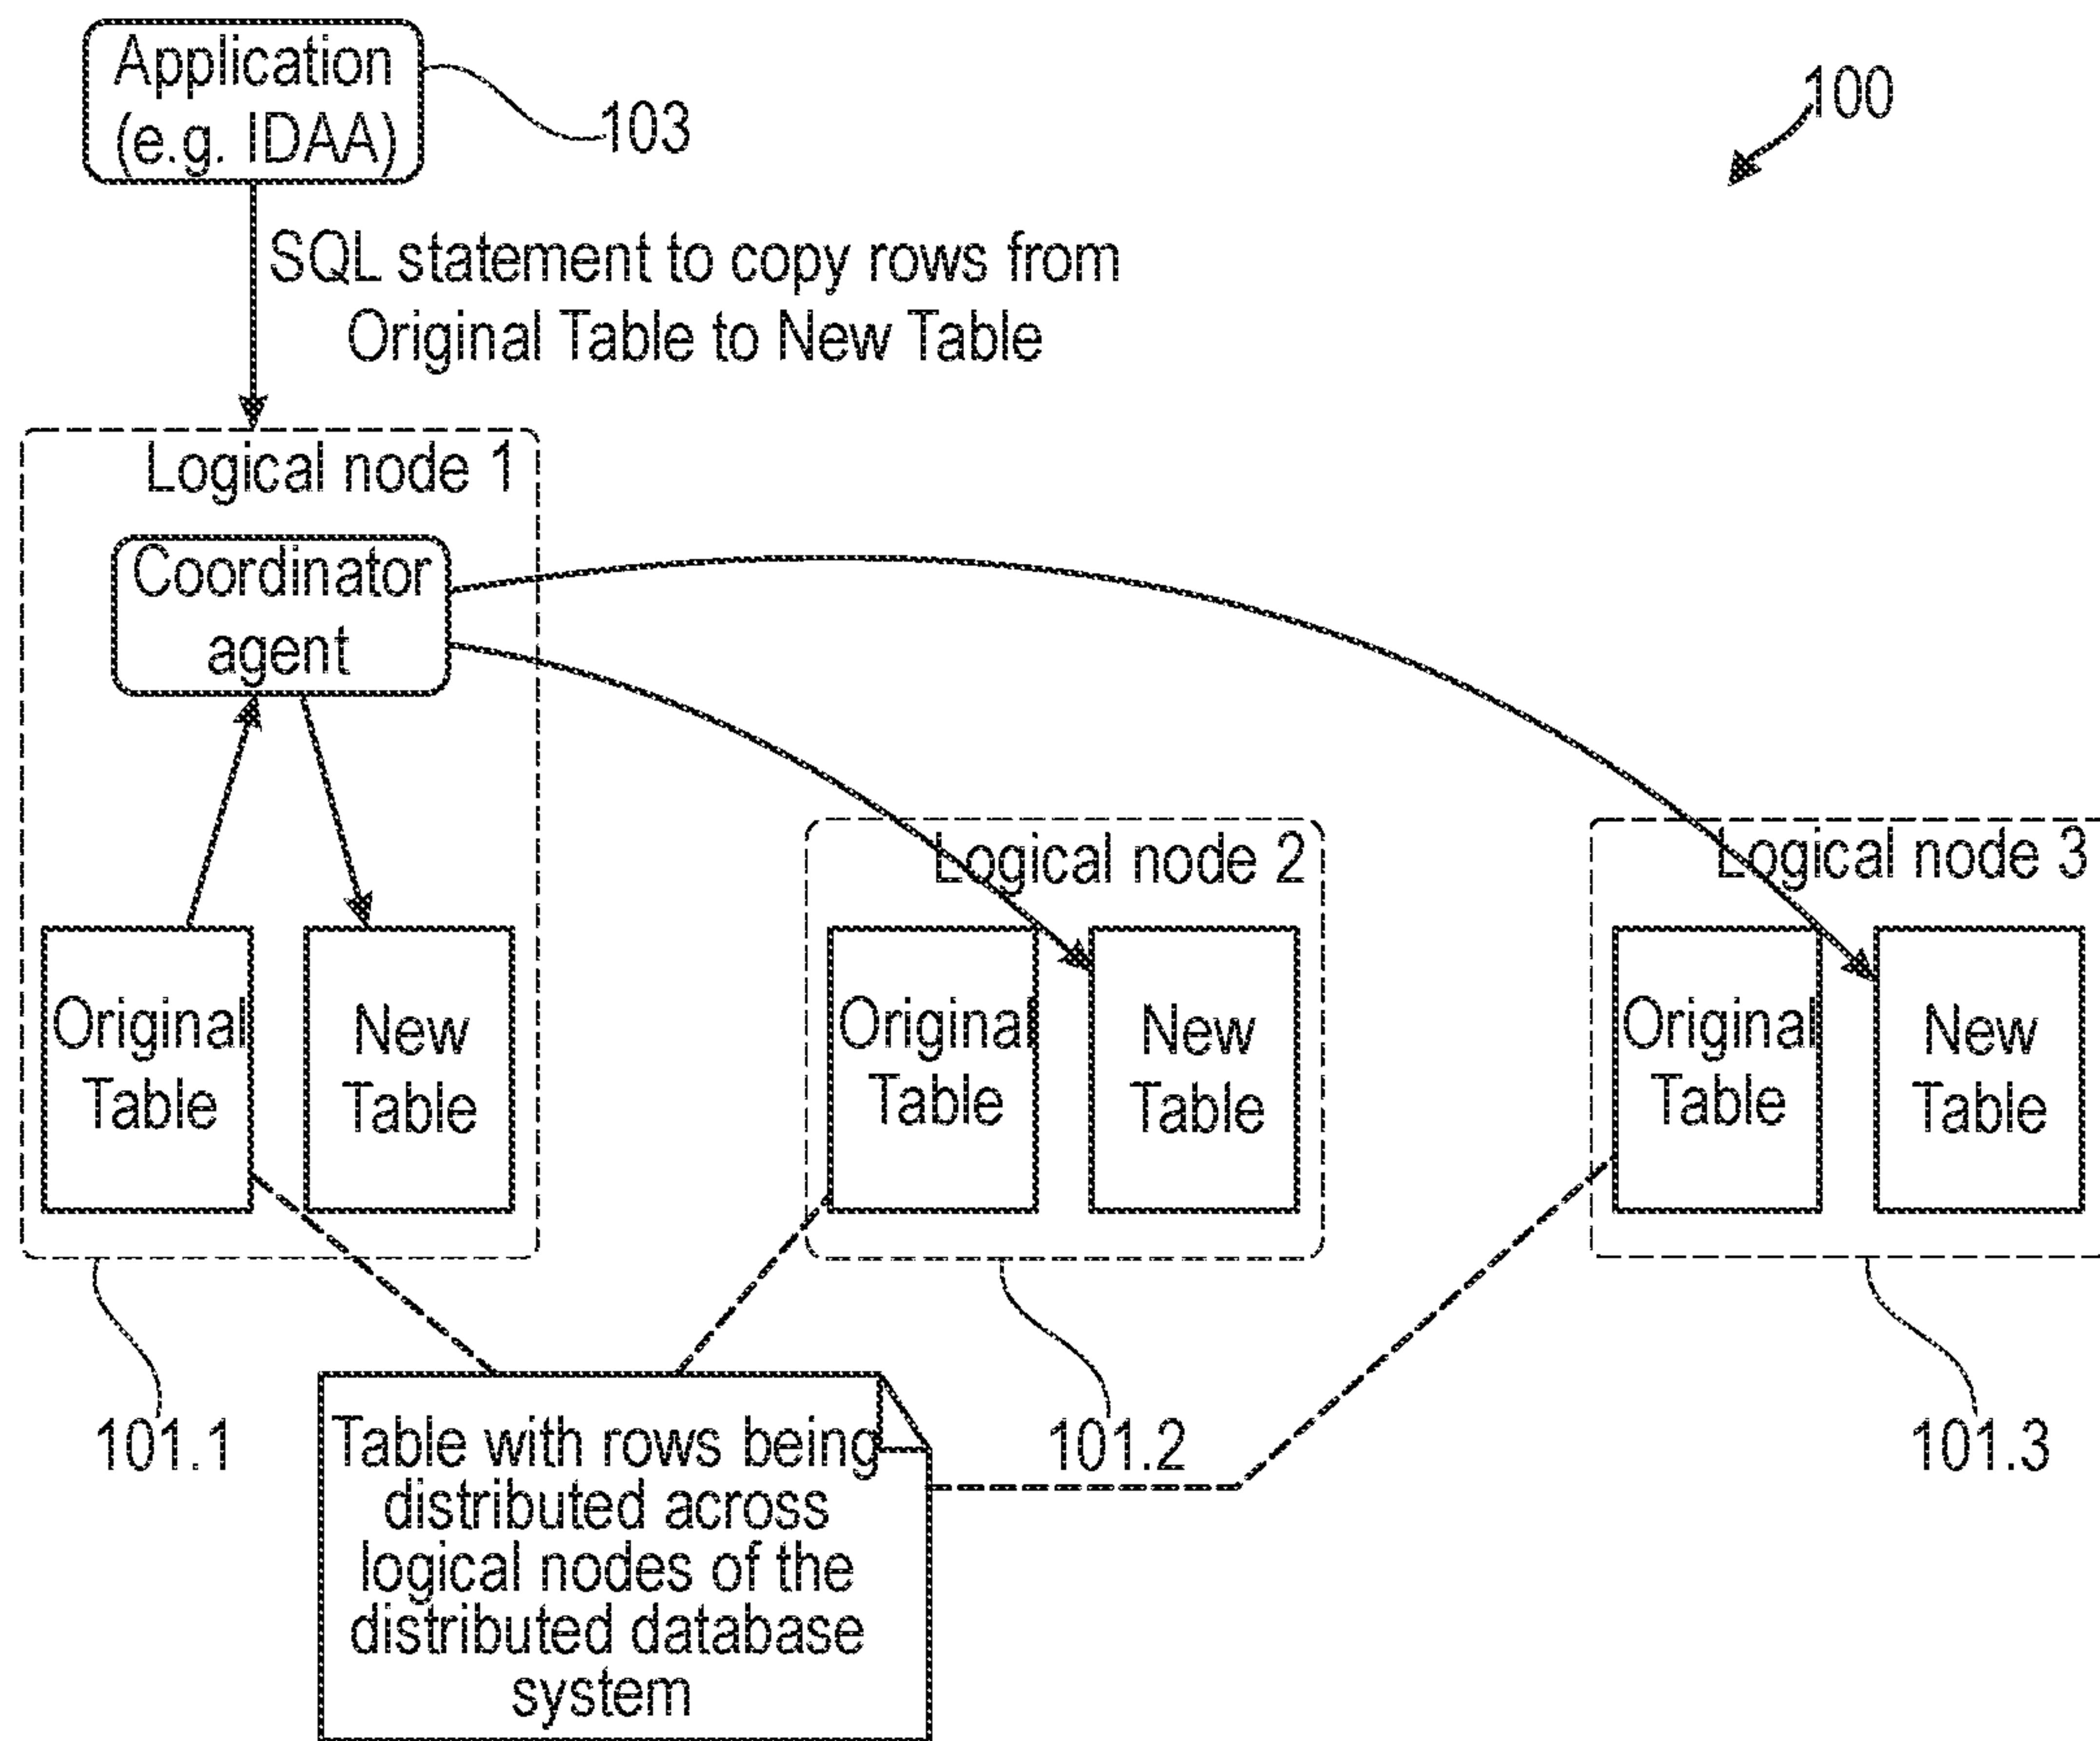 Application
(e.g. IDAA)
103
100
SQL statement to copy rows from
Original Table to New Table
Logical node 1
Coordinator
agent
Original
Table
New
Table
Logical node 2
Original
Table
New
Table
Logical node 3
Original
Table
New
Table
101.1
101.2
101.3
Table with rows being
distributed across
logical nodes of the
distributed database
system